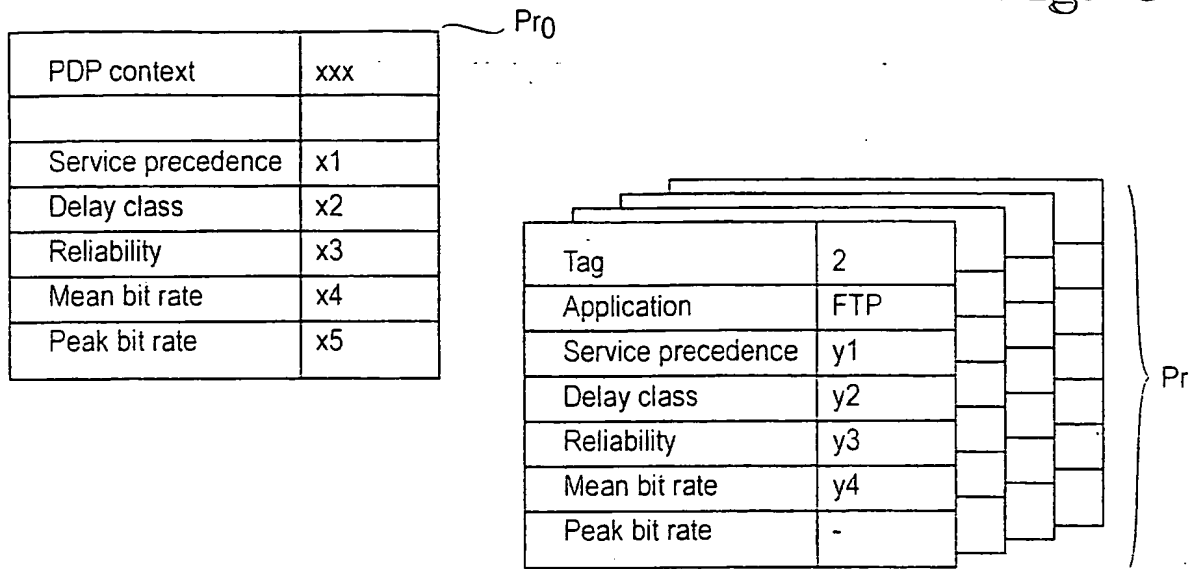 Pr0
PDP context xxx
Service precedence x1
Delay class x2
Reliability x3
Mean bit rate x4
Peak bit rate x5
Tag 2
Application FTP
Service precedence y1
Delay class y2
Reliability y3
Mean bit rate y4
Peak bit rate -
Pr